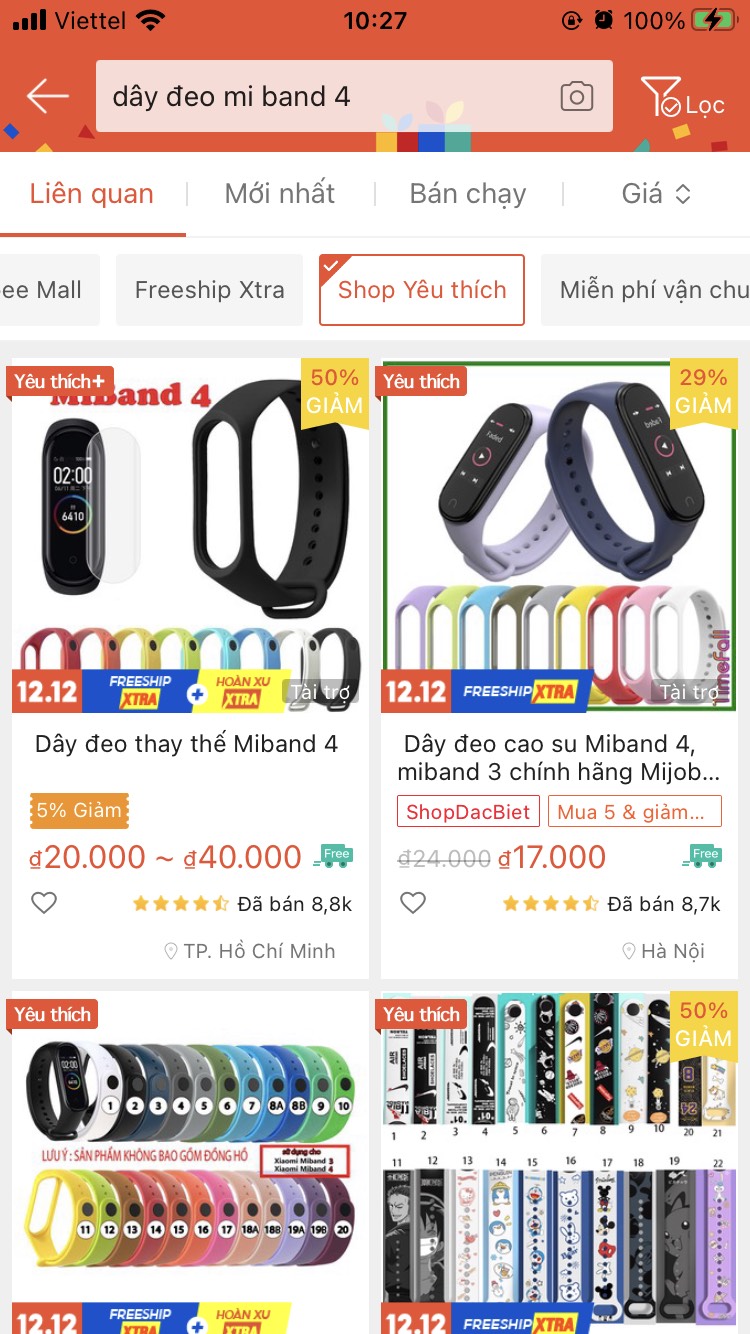 Viettel
10:27
100%
dây đeo mi band 4
Lọc
Liên quan
Mới nhất
Bán chạy
Giá
ee Mall
Freeship Xtra
Shop Yêu thích
Miễn phí vận chu
Yêu thích+
MiBand 4
50%
GIẢM
02:00
6410
12.12
FREESHIP
XTRA
+
HOÀN XU
XTRA
Tài trợ
Dây đeo thay thế Miband 4
5% Giảm
₫20.000 ~ ₫40.000
Free
Đã bán 8,8k
TP. Hồ Chí Minh
Yêu thích
29%
GIẢM
Faded
Timefall
12.12
FREESHIP XTRA
Tài trợ
Dây đeo cao su Miband 4,
miband 3 chính hãng Mijob...
ShopDacBiet
Mua 5 & giảm...
₫24.000 ₫17.000
Free
Đã bán 8,7k
Hà Nội
Yêu thích
02:00
1 2 3 4 5 6 7 8A 8B 9 10
LƯU Ý : SẢN PHẨM KHÔNG BAO GỒM ĐỒNG HỒ
sử dụng cho
Xiaomi Miband 3
Xiaomi Miband 4
11 12 13 14 15 16 17 18A 18B 19A 19B 20
12.12
FREESHIP
XTRA
+
HOÀN XU
XTRA
Yêu thích
50%
GIẢM
AIR
AIR
1 2 3 4 5 6 7 8 9 10 20 21
11 12 13 14 15 16 17 18 19 22
12.12
FREESHIP XTRA